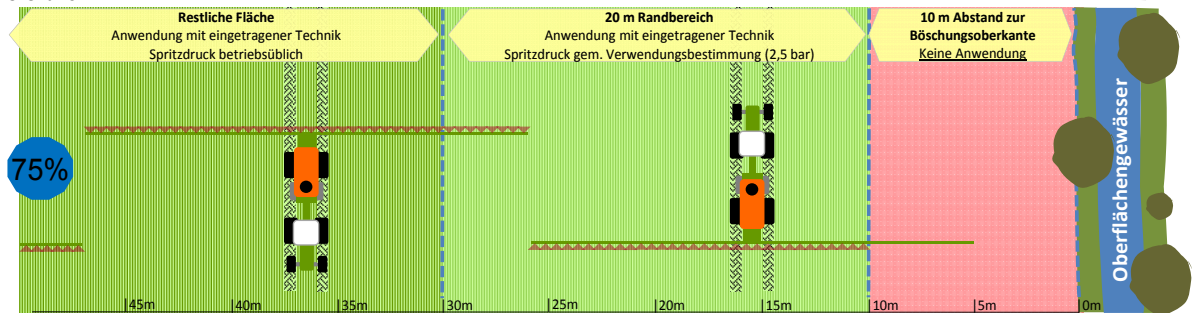 Restliche Fläche
Anwendung mit eingetragener Technik
Spritzdruck betriebsüblich
20 m Randbereich
Anwendung mit eingetragener Technik
Spritzdruck gem. Verwendungsbestimmung (2,5 bar)
10 m Abstand zur
Böschungsoberkante
Keine Anwendung
75%
Oberflächengewässer
45m
40m
35m
30m
25m
20m
15m
10m
5m
0m